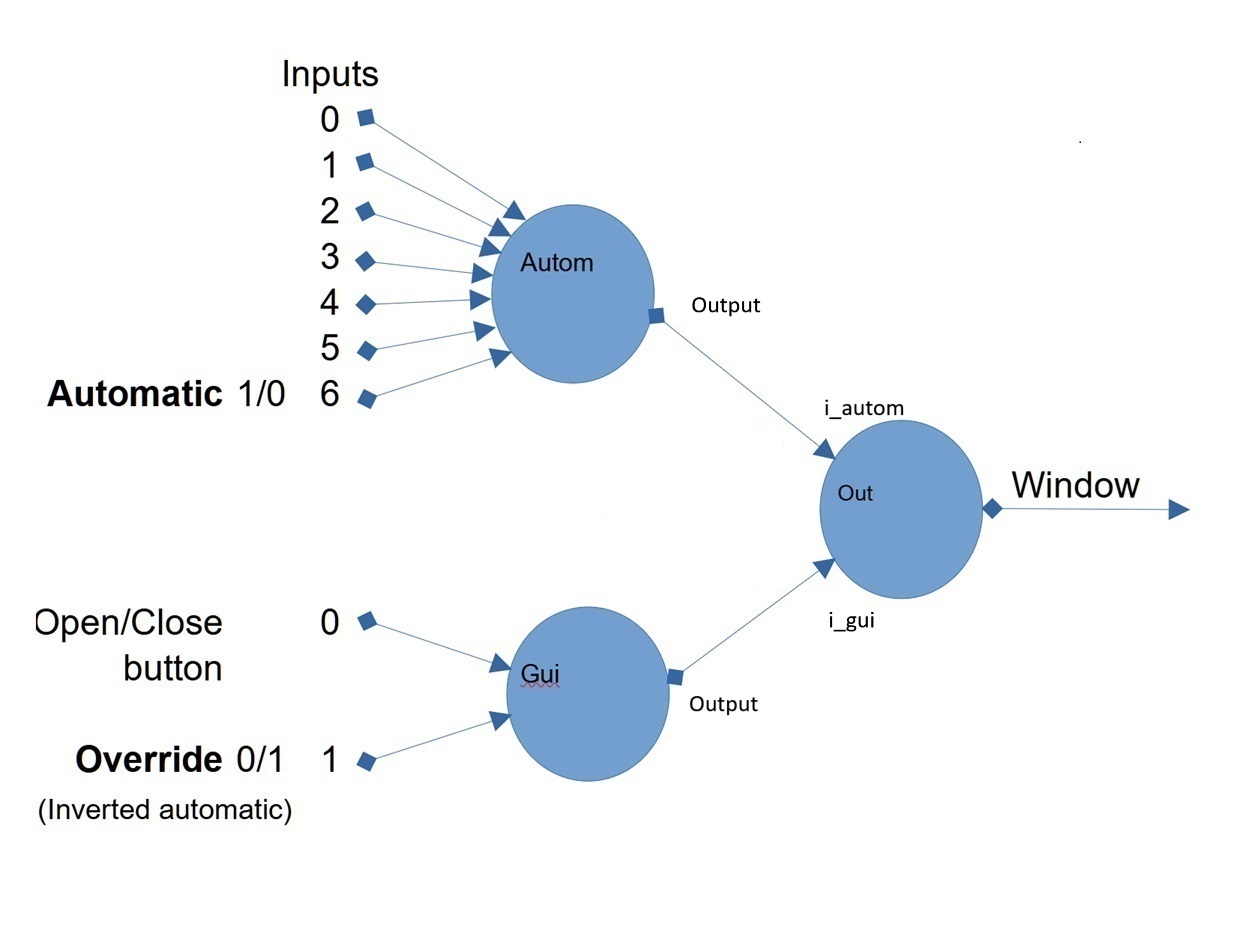 Inputs
0
1
2
3
4
5
Automatic 1/0 6
Autom
Output
i_autom
Out
Window
Open/Close 0
button
Gui
i_gui
Output
Override 0/1 1
(Inverted automatic)